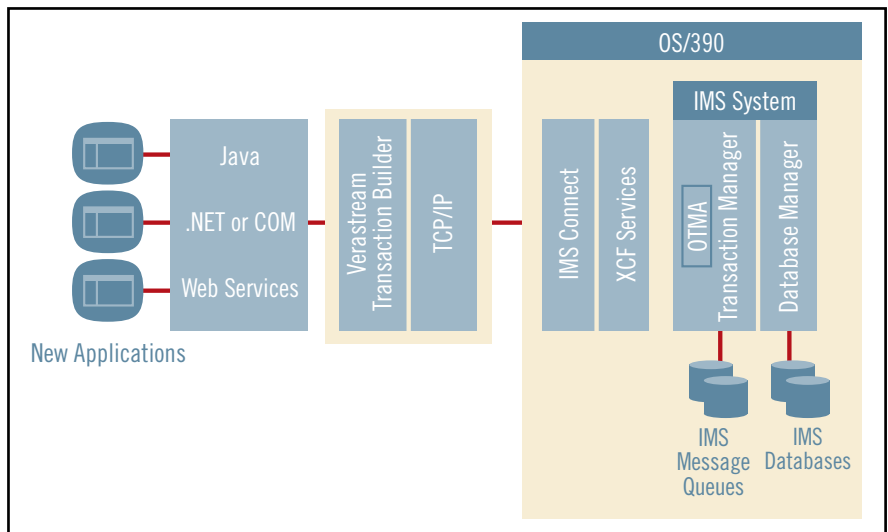 OS/390
IMS System
Java
.NET or COM
Web Services
New Applications
Verastream
Transaction Builder
TCP/IP
IMS Connect
XCF Services
OTMA
Transaction Manager
Database Manager
IMS
Message
Queues
IMS
Databases